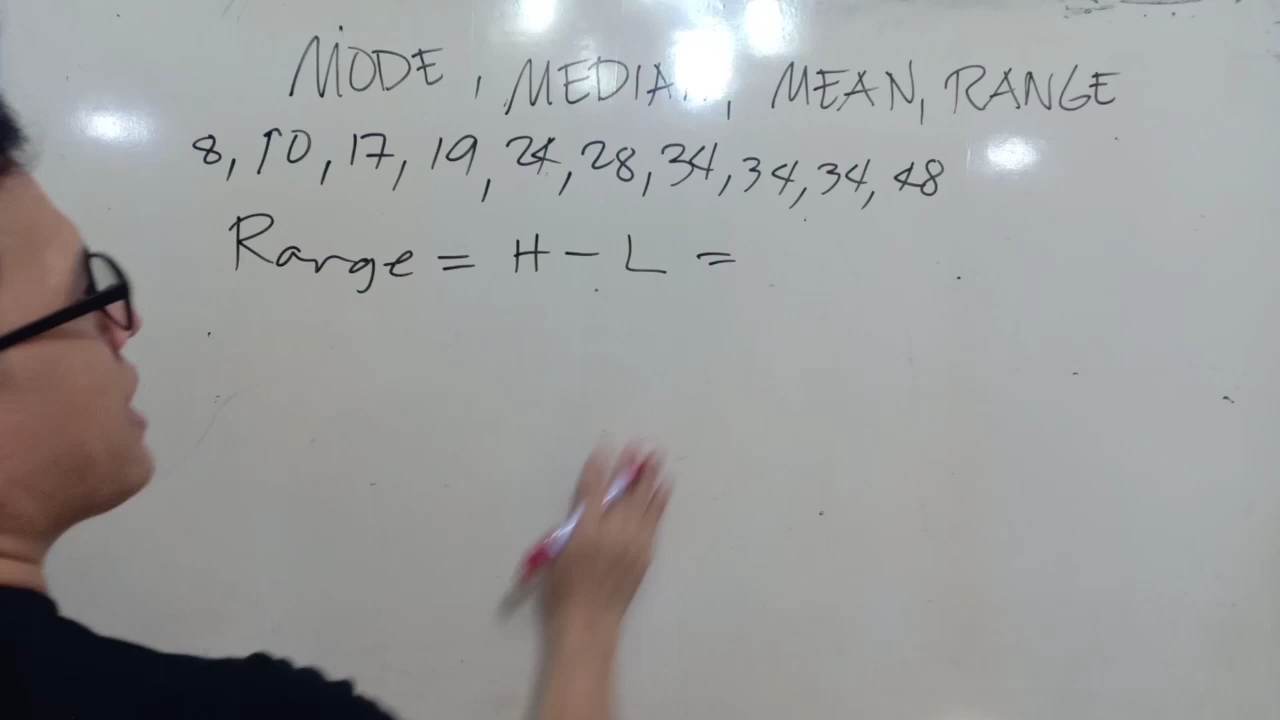 MODE, MEDIAN, MEAN, RANGE
8, 10, 17, 19, 24, 28, 34, 34, 34, 48
Range = H - L =